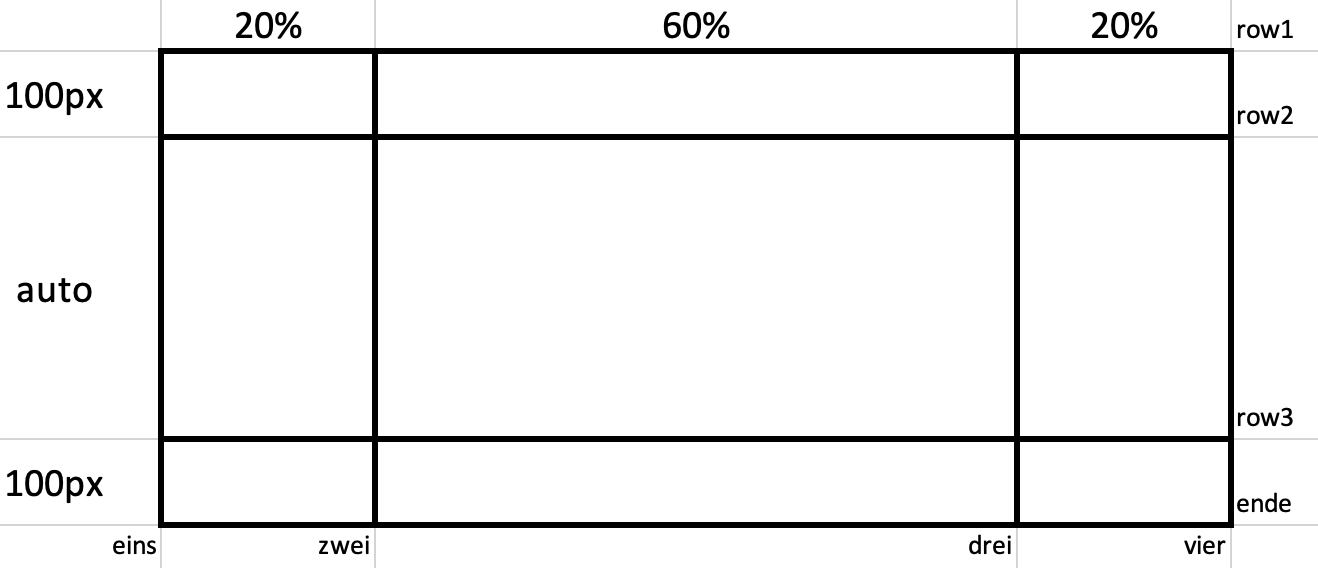 20% 60% 20%
row1
100px
row2
auto
row3
100px
ende
eins zwei drei vier